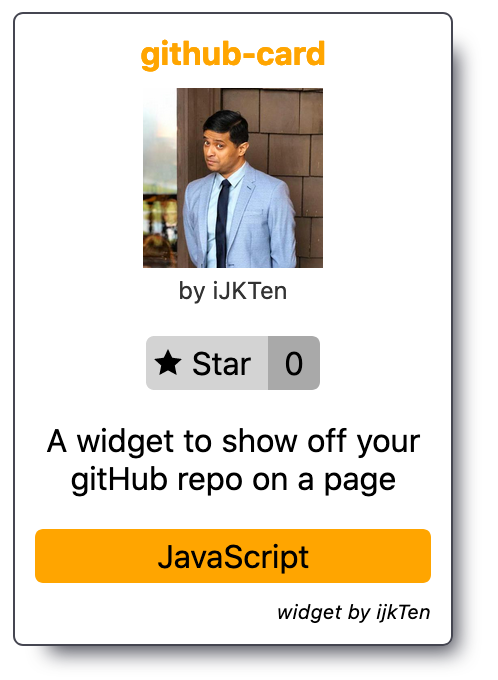 github-card
by iJKTen
Star 0
A widget to show off your
gitHub repo on a page
JavaScript
widget by ijkTen